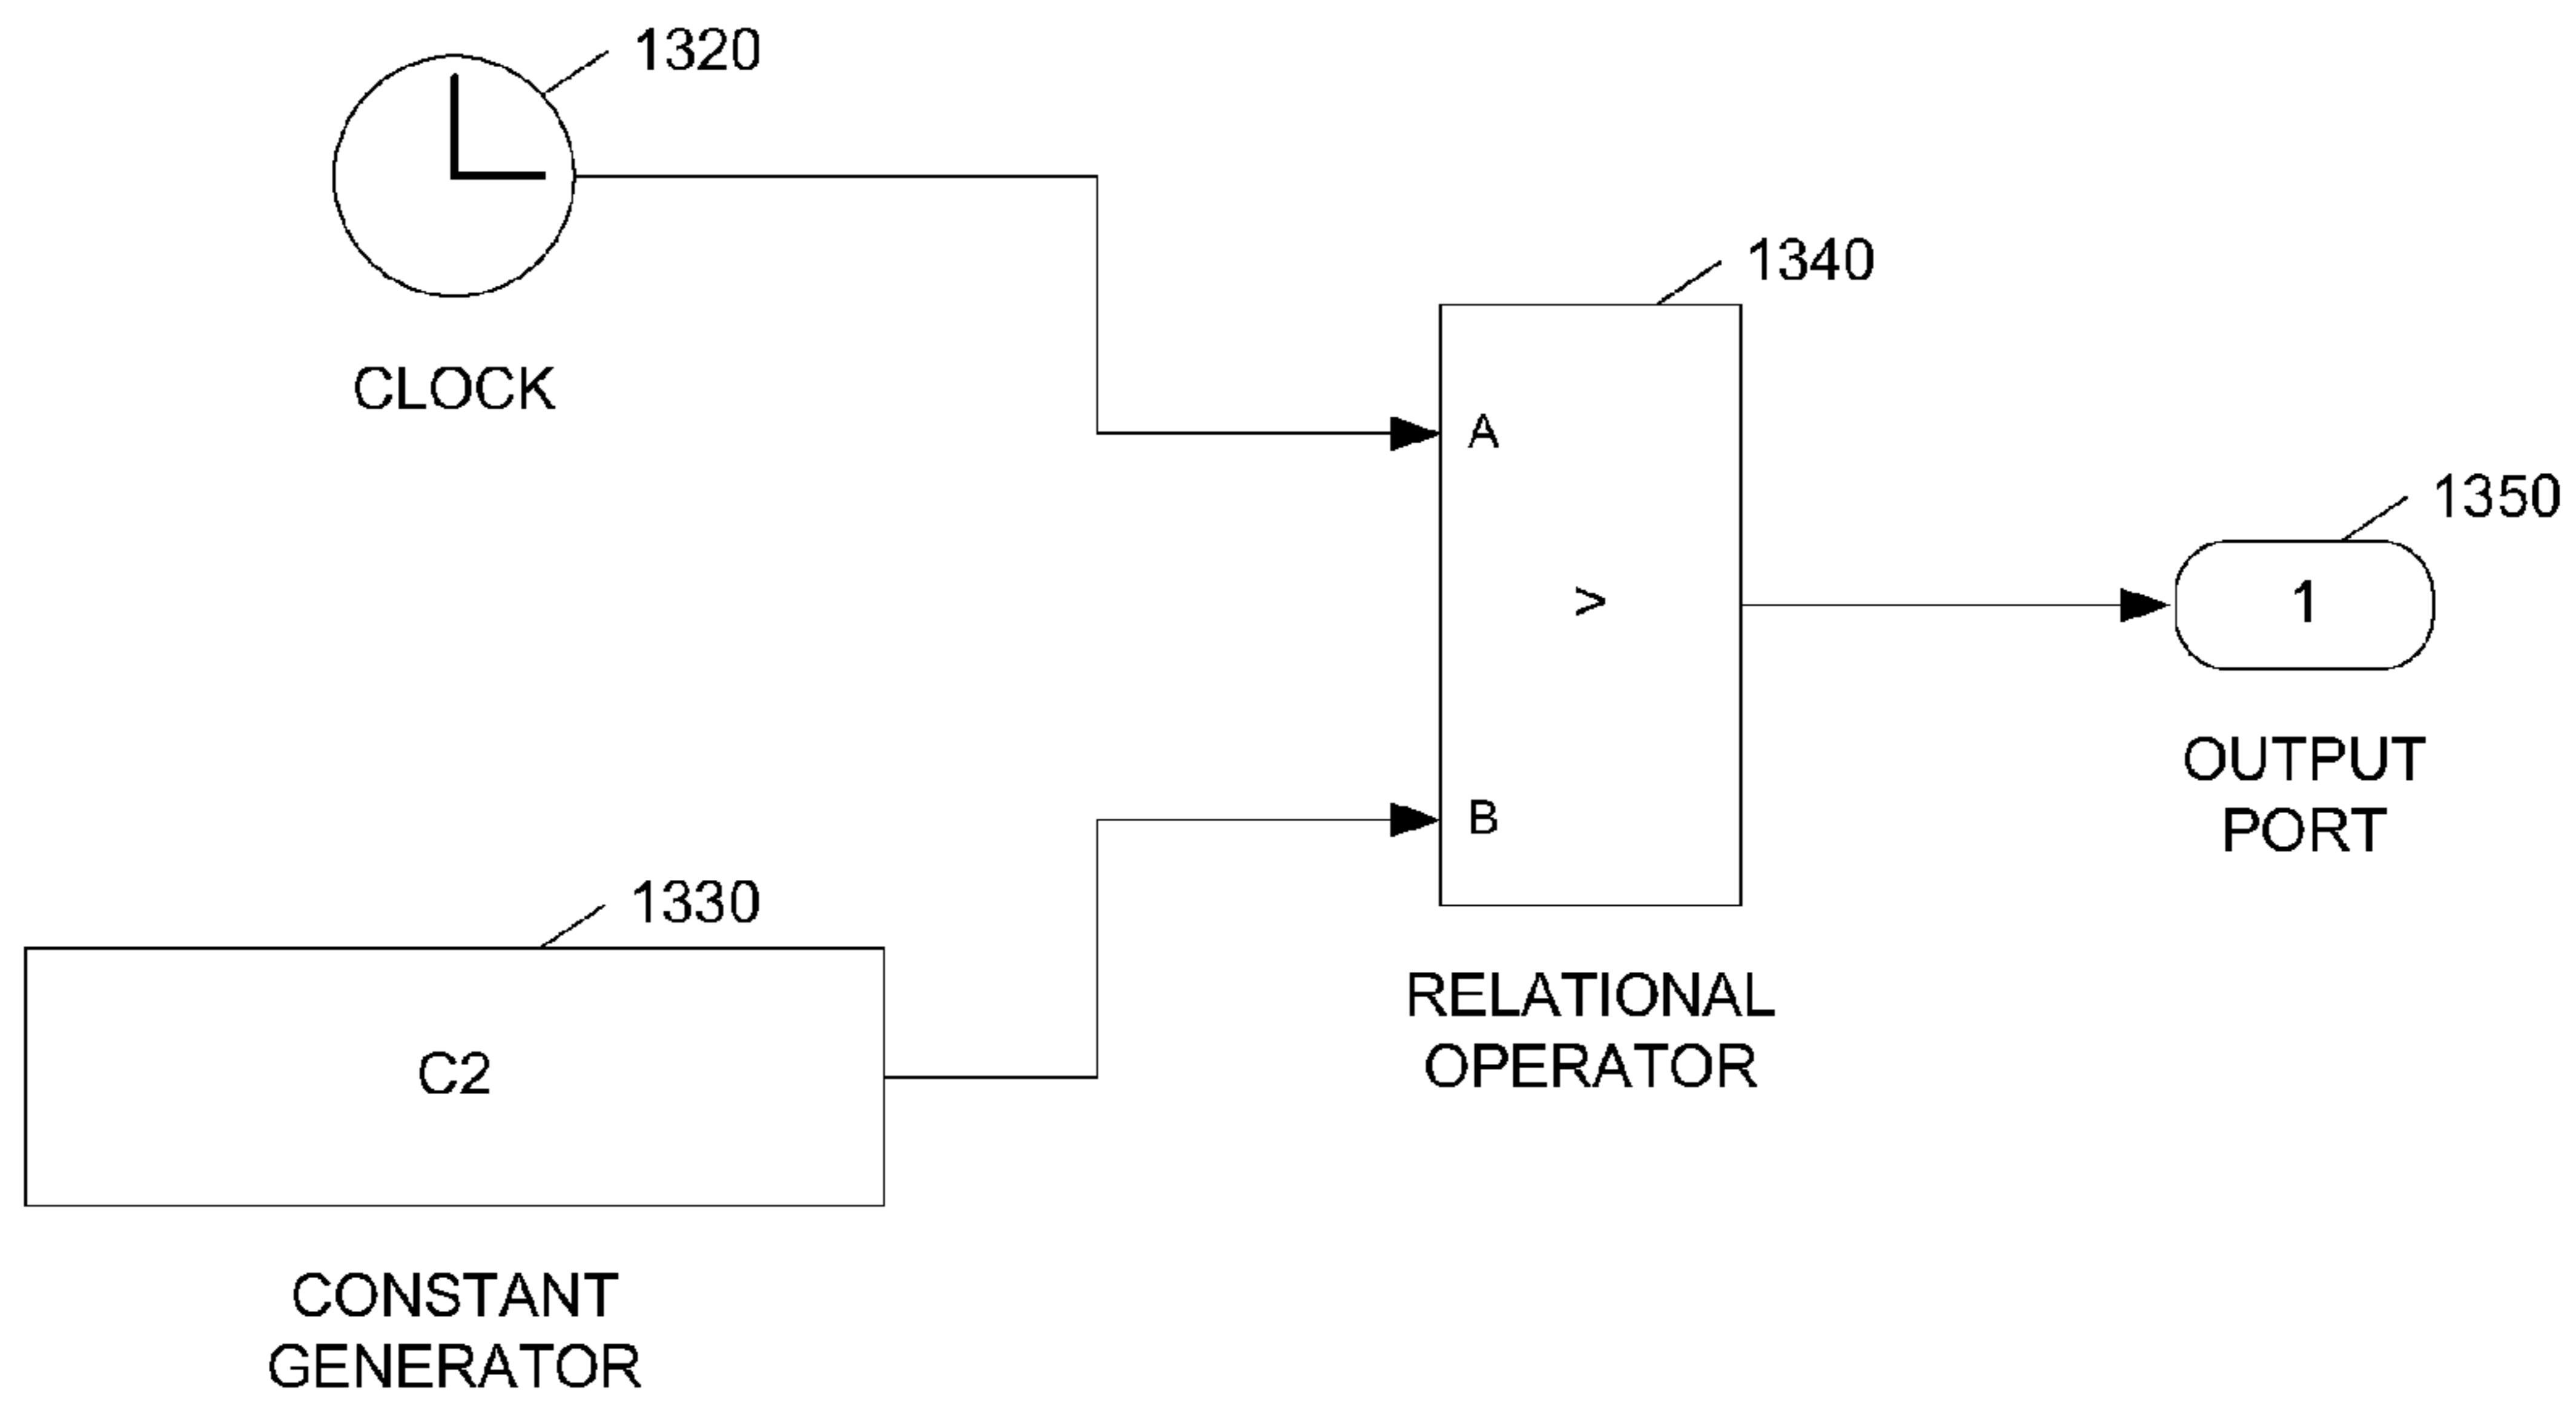 1320
CLOCK
1340
A
>
B
RELATIONAL
OPERATOR
1350
1
OUTPUT
PORT
1330
C2
CONSTANT
GENERATOR